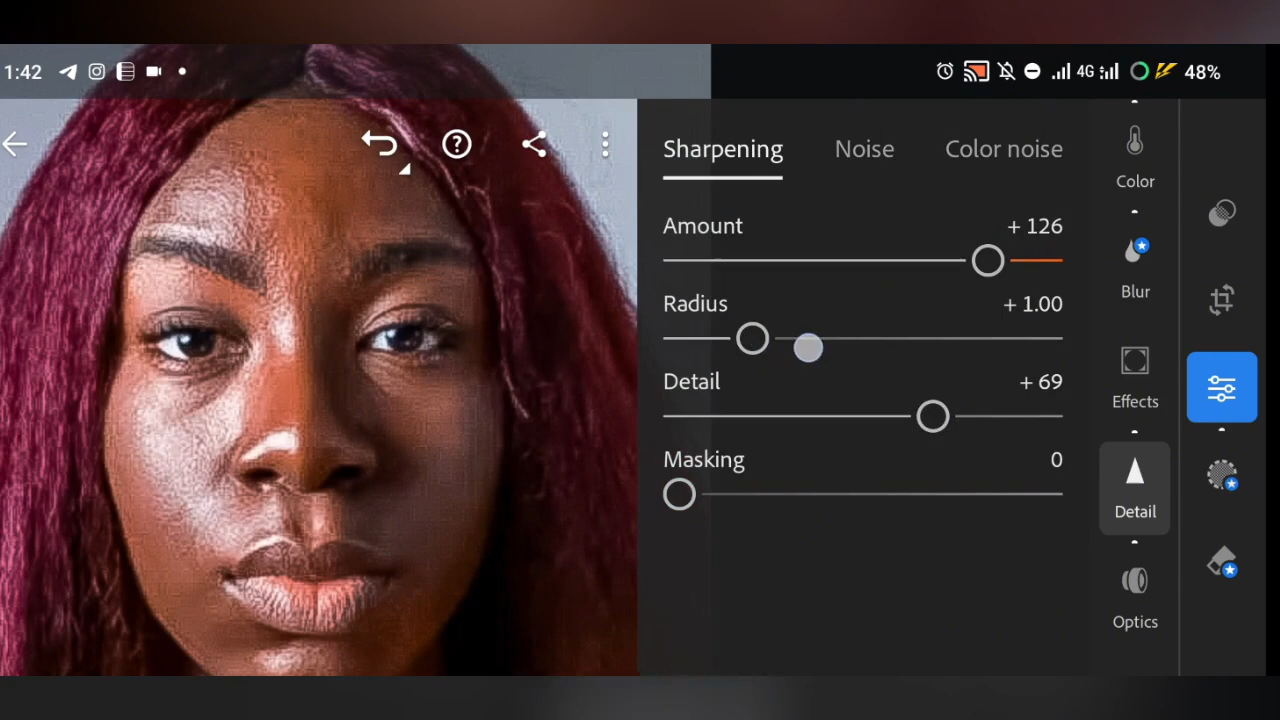 1:42
4G
48%
Sharpening
Noise
Color noise
Amount
+ 126
Radius
+ 1.00
Detail
+ 69
Masking
0
Color
Blur
Effects
Detail
Optics